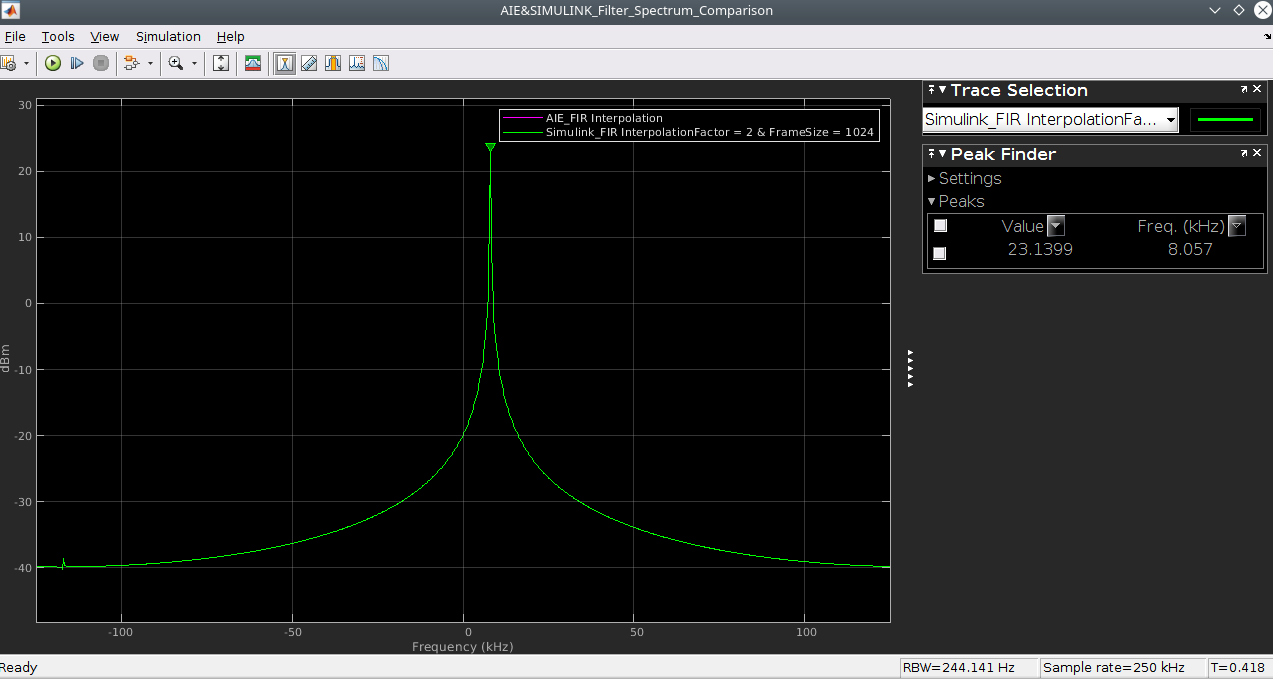 AIE&SIMULINK_Filter_Spectrum_Comparison
File Tools View Simulation Help
Trace Selection
Simulink_FIR InterpolationFa...
Peak Finder
Settings
Peaks
Value Freq. (kHz)
23.1399 8.057
AIE_FIR Interpolation
Simulink_FIR InterpolationFactor = 2 & FrameSize = 1024
30
20
10
0
-10
-20
-30
-40
dBm
-100 -50 0 50 100
Frequency (kHz)
Ready RBW=244.141 Hz Sample rate=250 kHz T=0.418